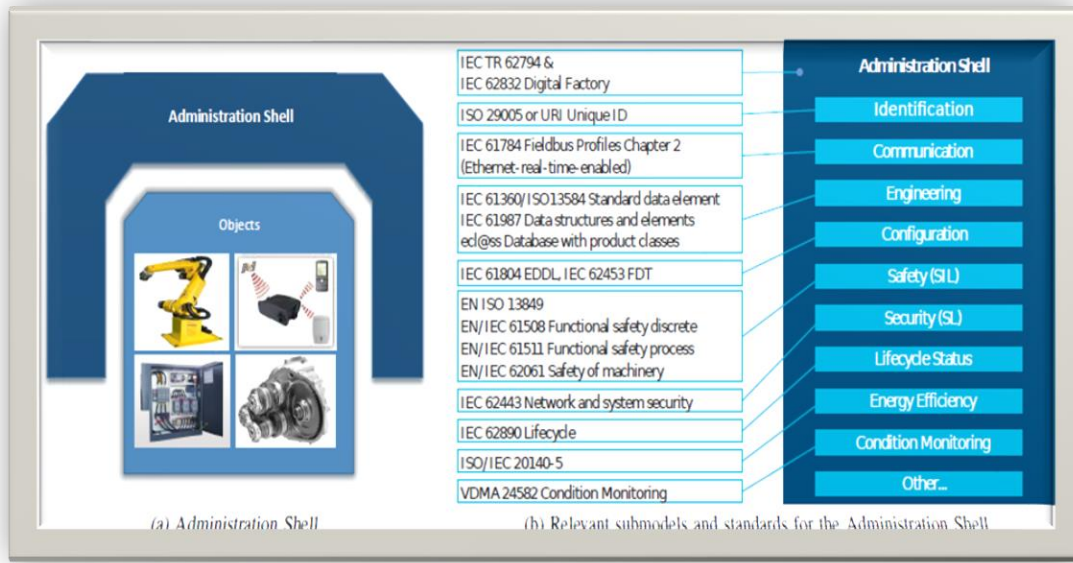 Administration Shell
Objects
IEC TR 62794 &
IEC 62832 Digital Factory
ISO 29005 or URI Unique ID
IEC 61784 Fieldbus Profiles Chapter 2
(Ethernet-real-time-enabled)
IEC 61360/ISO13584 Standard data element
IEC 61987 Data structures and elements
ecl@ss Database with product classes
IEC 61804 EDDL, IEC 62453 FDT
EN ISO 13849
EN/IEC 61508 Functional safety discrete
EN/IEC 61511 Functional safety process
EN/IEC 62061 Safety of machinery
IEC 62443 Network and system security
IEC 62890 Lifecycle
ISO/IEC 20140-5
VDMA 24582 Condition Monitoring
Administration Shell
Identification
Communication
Engineering
Configuration
Safety (SIL)
Security (SL)
Lifecycle Status
Energy Efficiency
Condition Monitoring
Other...
(a) Administration Shell
(b) Relevant submodels and standards for the Administration Shell